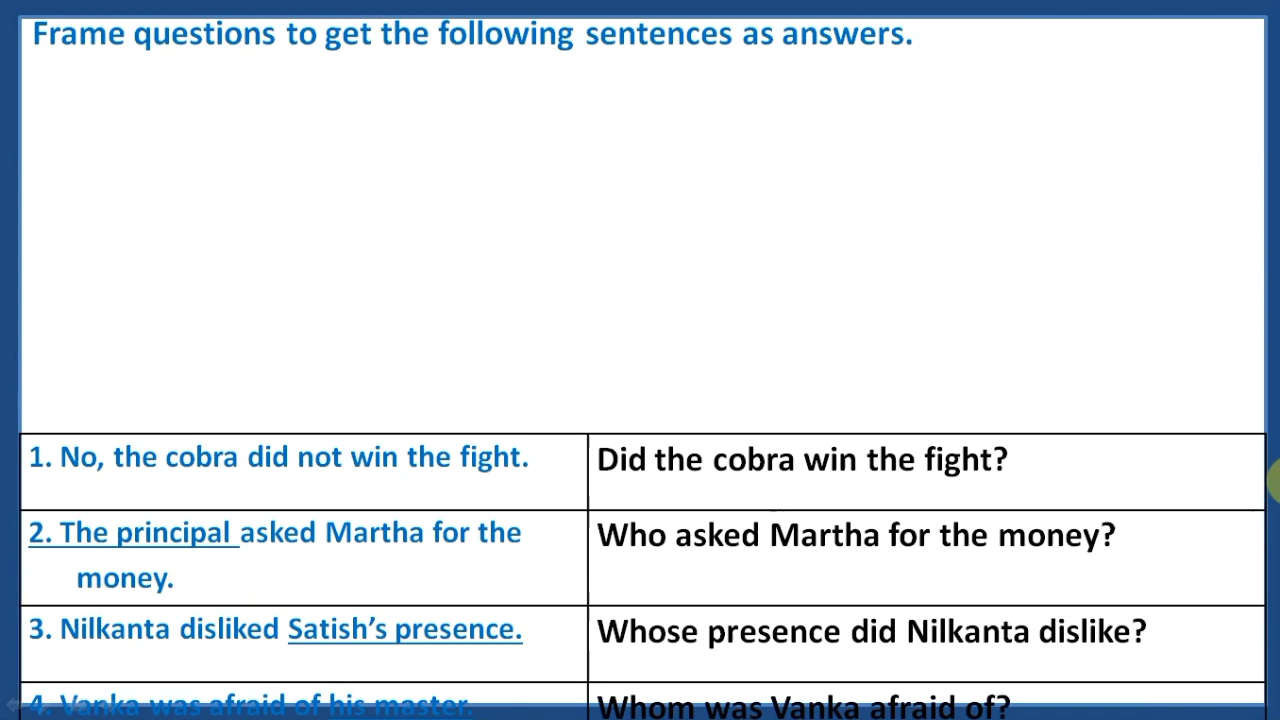 Frame questions to get the following sentences as answers.
1. No, the cobra did not win the fight.
Did the cobra win the fight?
2. The principal asked Martha for the
money.
Who asked Martha for the money?
3. Nilkanta disliked Satish's presence.
Whose presence did Nilkanta dislike?
4. Vanka was afraid of his master.
Whom was Vanka afraid of?